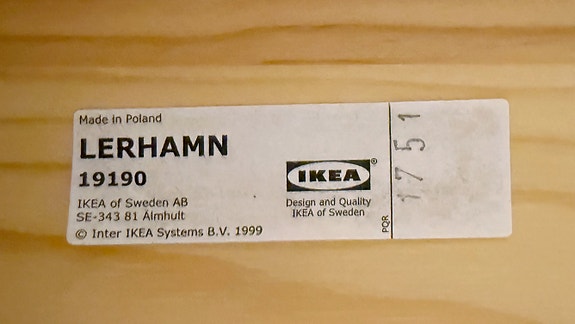 Made in Poland
LERHAMN
19190
IKEA of Sweden AB
SE-343 81 Älmhult
© Inter IKEA Systems B.V. 1999
IKEA®
Design and Quality
IKEA of Sweden
PQR
1751